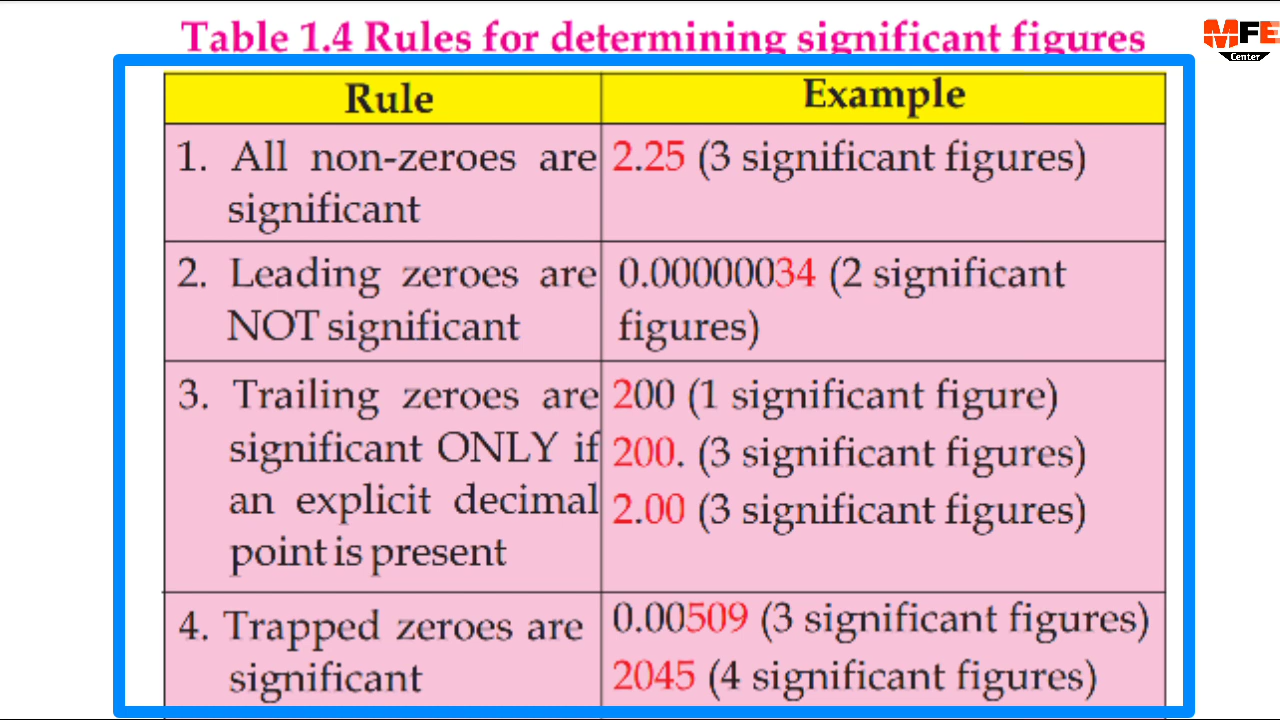 Table 1.4 Rules for determining significant figures
MFE
Center
Rule
Example
1. All non-zeroes are
significant
2.25 (3 significant figures)
2. Leading zeroes are
NOT significant
0.00000034 (2 significant
figures)
3. Trailing zeroes are
significant ONLY if
an explicit decimal
point is present
200 (1 significant figure)
200. (3 significant figures)
2.00 (3 significant figures)
4. Trapped zeroes are
significant
0.00509 (3 significant figures)
2045 (4 significant figures)